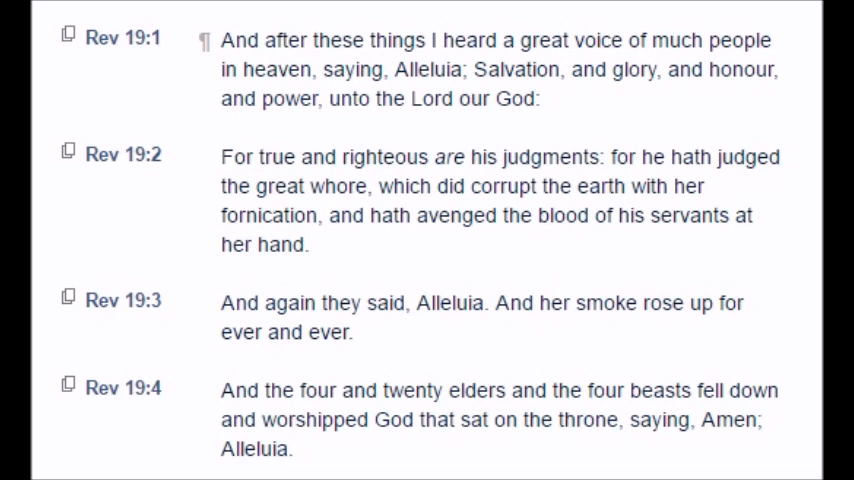 Rev 19:1 ¶ And after these things I heard a great voice of much people
in heaven, saying, Alleluia; Salvation, and glory, and honour,
and power, unto the Lord our God:
Rev 19:2 For true and righteous are his judgments: for he hath judged
the great whore, which did corrupt the earth with her
fornication, and hath avenged the blood of his servants at
her hand.
Rev 19:3 And again they said, Alleluia. And her smoke rose up for
ever and ever.
Rev 19:4 And the four and twenty elders and the four beasts fell down
and worshipped God that sat on the throne, saying, Amen;
Alleluia.